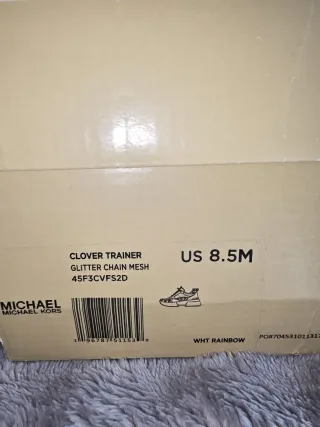 CLOVER TRAINER
GLITTER CHAIN MESH
45F3CVFS2D
US 8.5M
MICHAEL
MICHAEL KORS
WHT RAINBOW